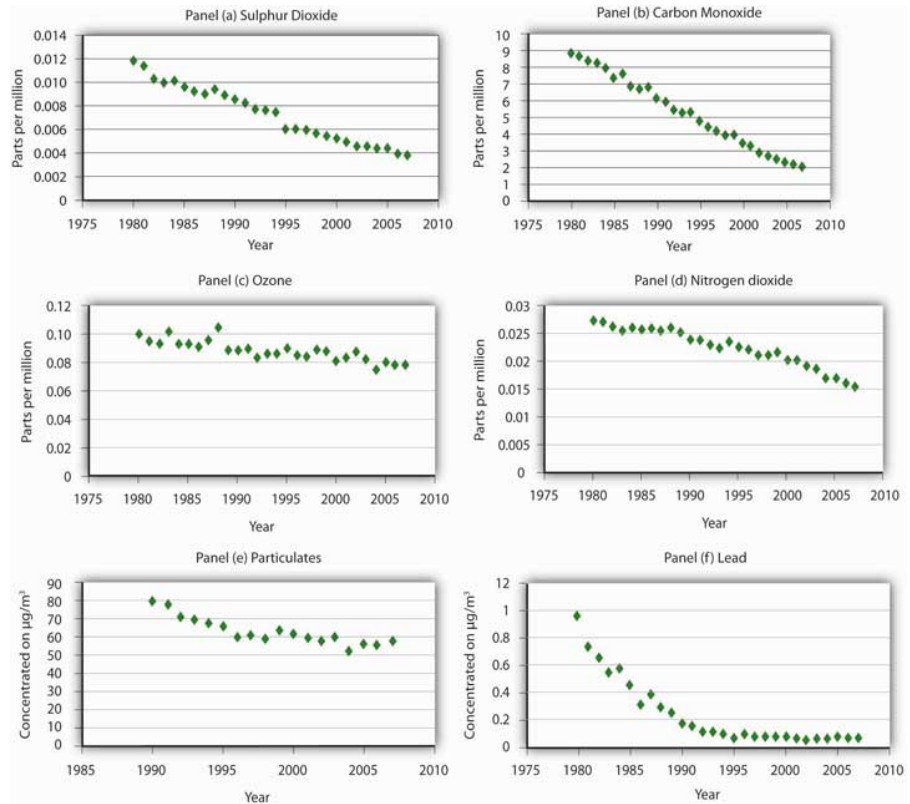 Panel (a) Sulphur Dioxide
Parts per million
0.014
0.012
0.010
0.008
0.006
0.004
0.002
0
1975 1980 1985 1990 1995 2000 2005 2010
Year
Panel (b) Carbon Monoxide
Parts per million
10
9
8
7
6
5
4
3
2
1
0
1975 1980 1985 1990 1995 2000 2005 2010
Year
Panel (c) Ozone
Parts per million
0.12
0.10
0.08
0.06
0.04
0.02
0
1975 1980 1985 1990 1995 2000 2005 2010
Year
Panel (d) Nitrogen dioxide
Parts per million
0.03
0.025
0.02
0.015
0.01
0.005
0
1975 1980 1985 1990 1995 2000 2005 2010
Year
Panel (e) Particulates
Concentrated on µg/m³
90
80
70
60
50
40
30
20
10
0
1985 1990 1995 2000 2005 2010
Year
Panel (f) Lead
Concentrated on µg/m³
1.2
1
0.8
0.6
0.4
0.2
0
1975 1980 1985 1990 1995 2000 2005 2010
Year